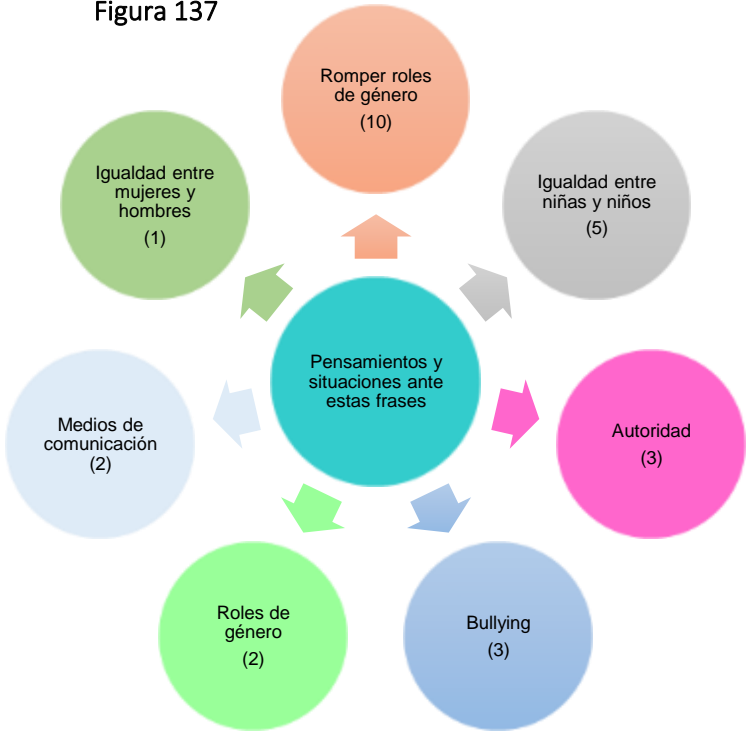 Figura 137
Romper roles
de género
(10)
Igualdad entre
niñas y niños
(5)
Autoridad
(3)
Bullying
(3)
Roles de
género
(2)
Medios de
comunicación
(2)
Igualdad entre
mujeres y
hombres
(1)
Pensamientos y
situaciones ante
estas frases